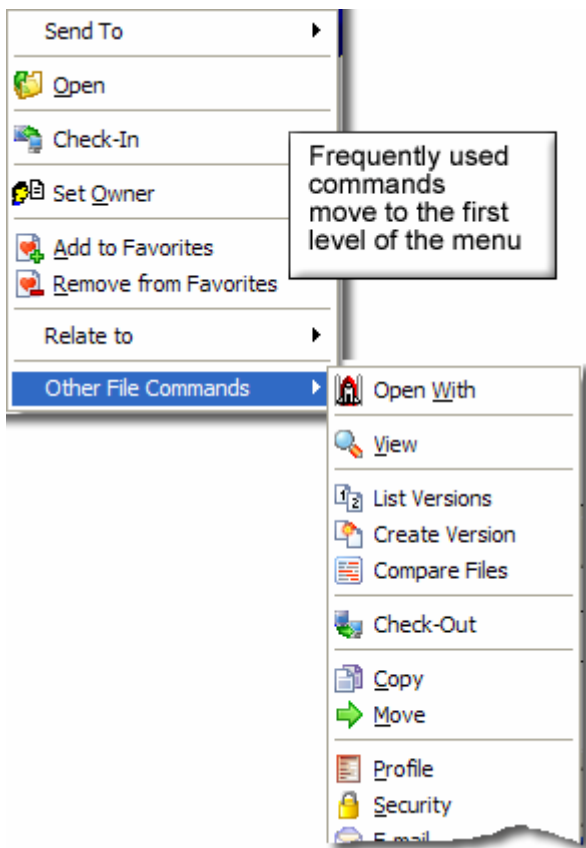 Send To
Open
Check-In
Set Owner
Frequently used
commands
move to the first
level of the menu
Add to Favorites
Remove from Favorites
Relate to
Other File Commands
Open With
View
List Versions
Create Version
Compare Files
Check-Out
Copy
Move
Profile
Security
E-mail